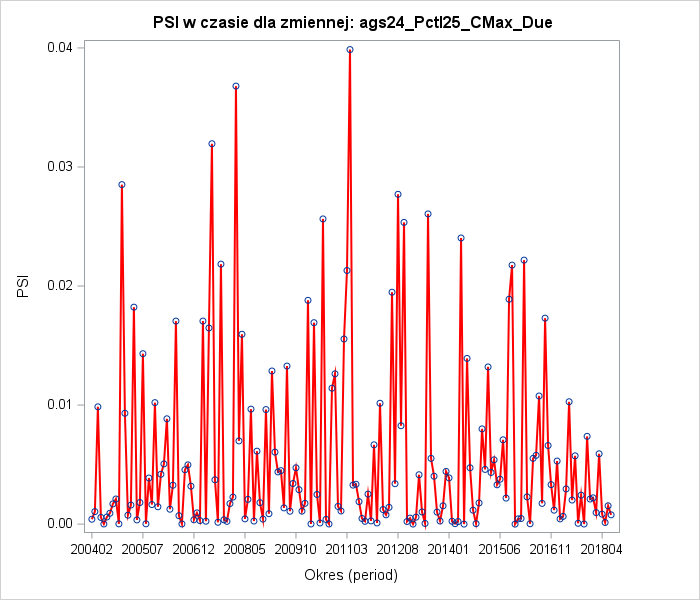 PSI w czasie dla zmiennej: ags24_Pctl25_CMax_Due
0.04
0.03
0.02
0.01
0.00
PSI
200402 200507 200612 200805 200910 201103 201208 201401 201506 201611 201804
Okres (period)